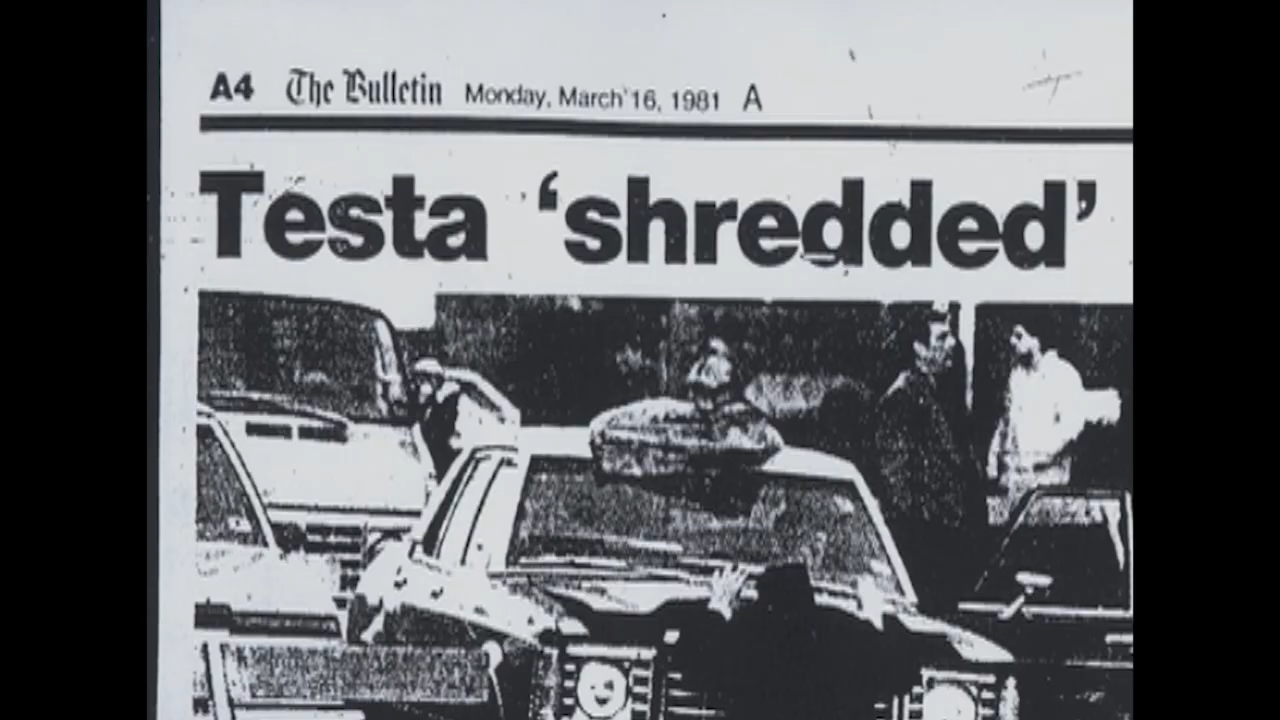 A4 The Bulletin Monday, March 16, 1981 A
Testa ‘shredded’